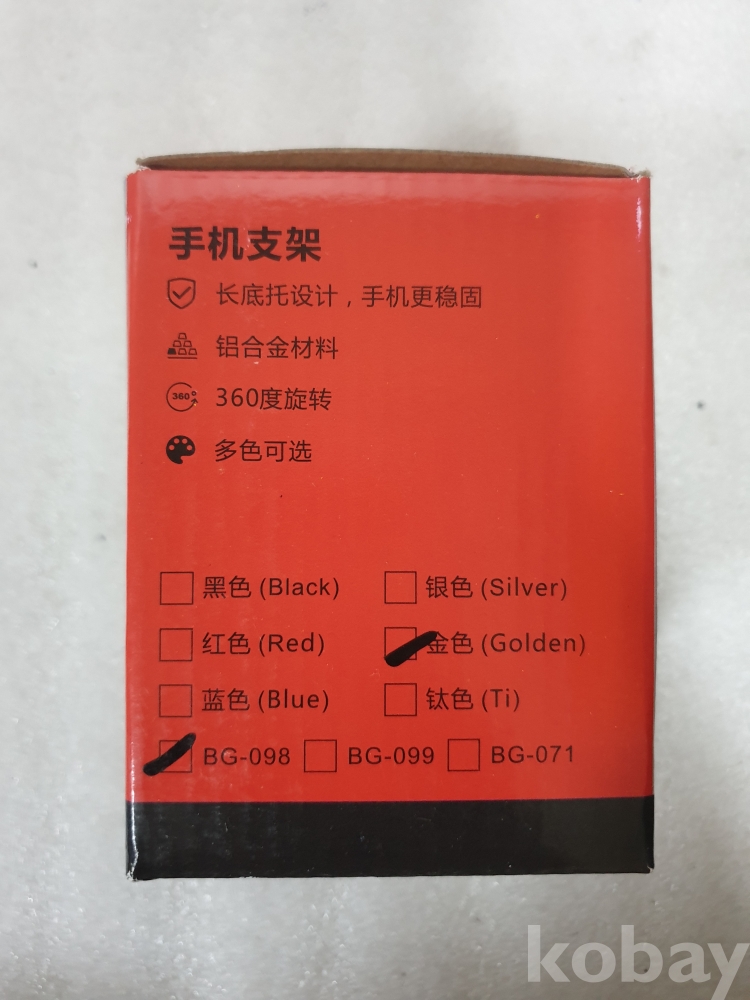 手机支架
长底托设计，手机更稳固
铝合金材料
360° 360度旋转
多色可选
黑色 (Black) 银色 (Silver)
红色 (Red) 金色 (Golden)
蓝色 (Blue) 钛色 (Ti)
BG-098 BG-099 BG-071
kobay